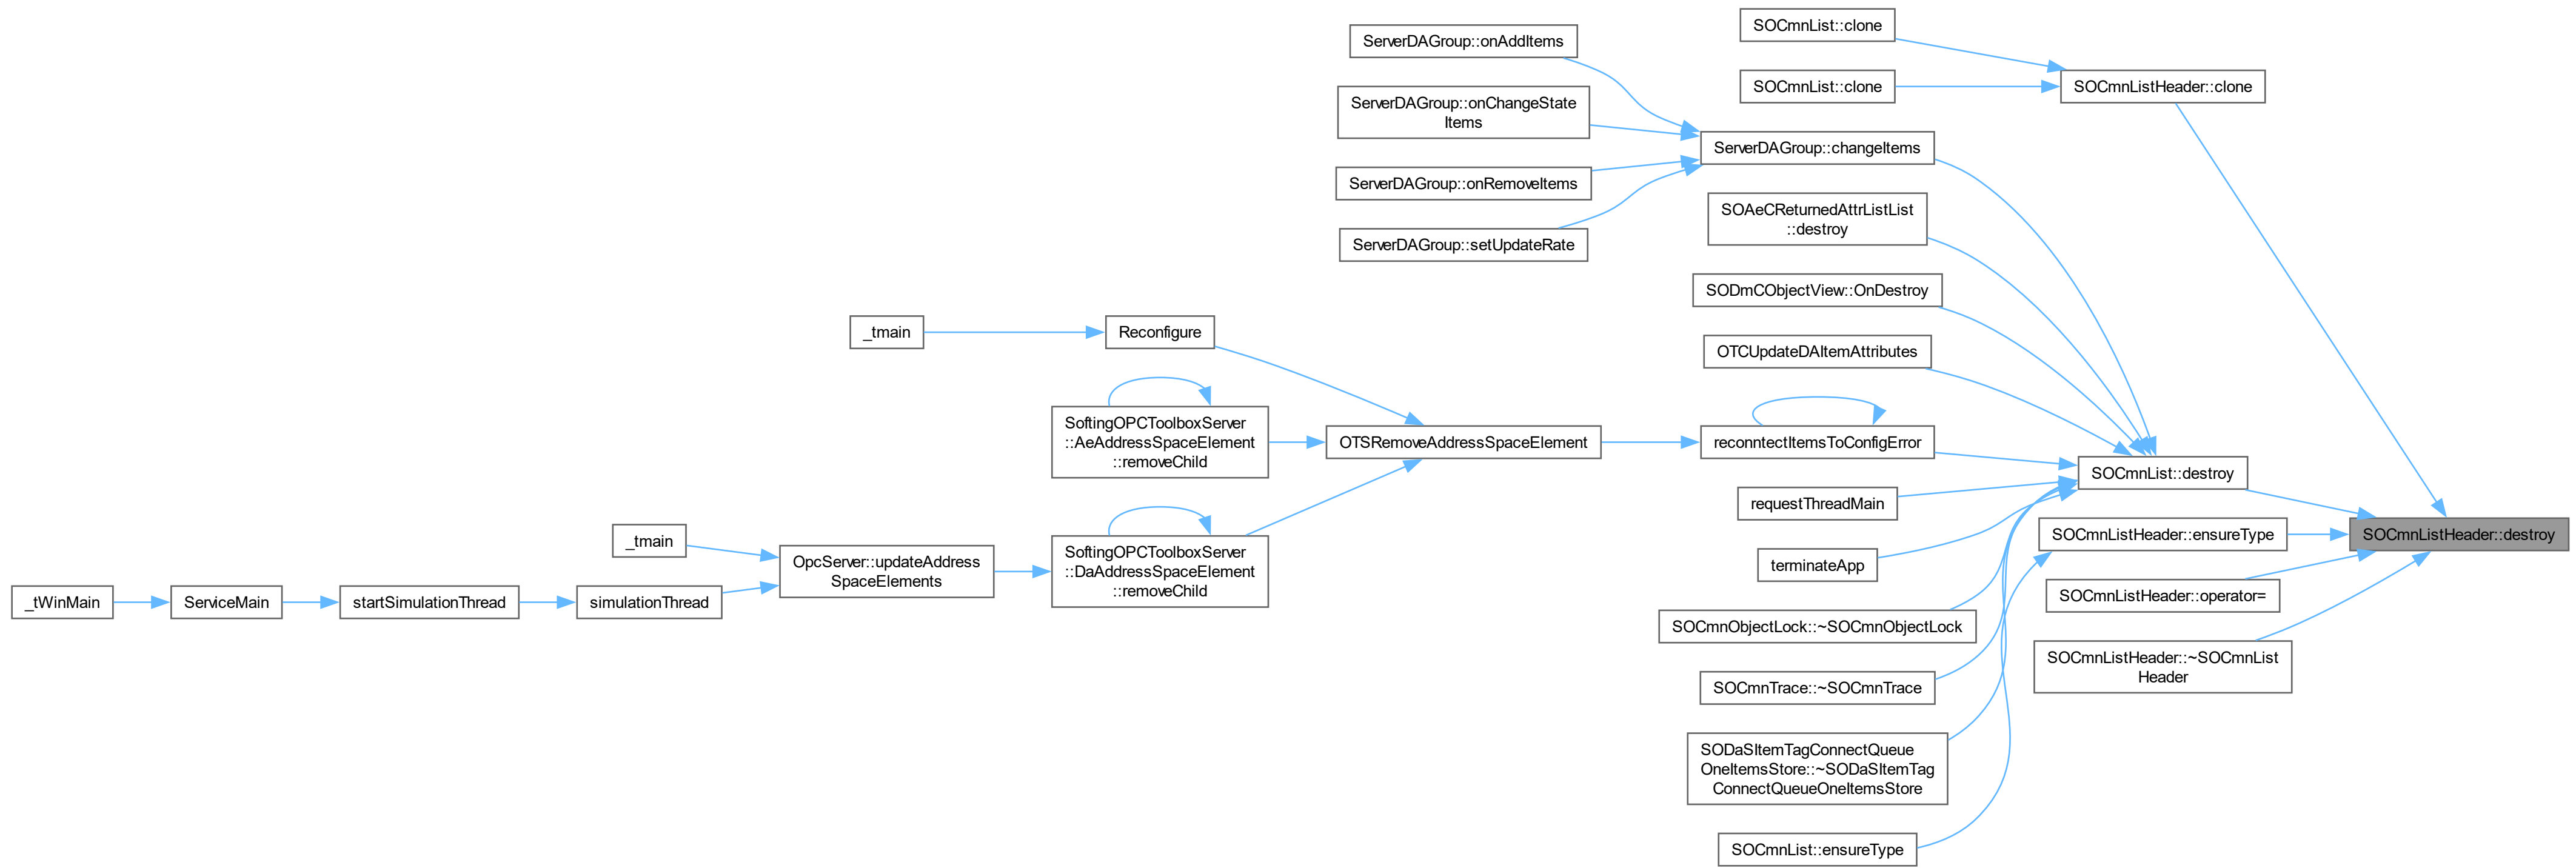 SOCmnList::clone
ServerDAGroup::onAddItems
SOCmnList::clone
SOCmnListHeader::clone
ServerDAGroup::onChangeState
Items
ServerDAGroup::changeItems
ServerDAGroup::onRemoveItems
SOAeCReturnedAttrListList
::destroy
ServerDAGroup::setUpdateRate
SODmCObjectView::OnDestroy
_tmain
Reconfigure
OTCUpdateDAItemAttributes
SoftingOPCToolboxServer
::AeAddressSpaceElement
::removeChild
OTSRemoveAddressSpaceElement
reconntectItemsToConfigError
SOCmnList::destroy
requestThreadMain
_tmain
SOCmnListHeader::ensureType
SOCmnListHeader::destroy
OpcServer::updateAddress
SpaceElements
SoftingOPCToolboxServer
::DaAddressSpaceElement
::removeChild
terminateApp
_tWinMain
ServiceMain
startSimulationThread
simulationThread
SOCmnListHeader::operator=
SOCmnObjectLock::~SOCmnObjectLock
SOCmnListHeader::~SOCmnList
Header
SOCmnTrace::~SOCmnTrace
SODaSItemTagConnectQueue
OneItemsStore::~SODaSItemTag
ConnectQueueOneItemsStore
SOCmnList::ensureType